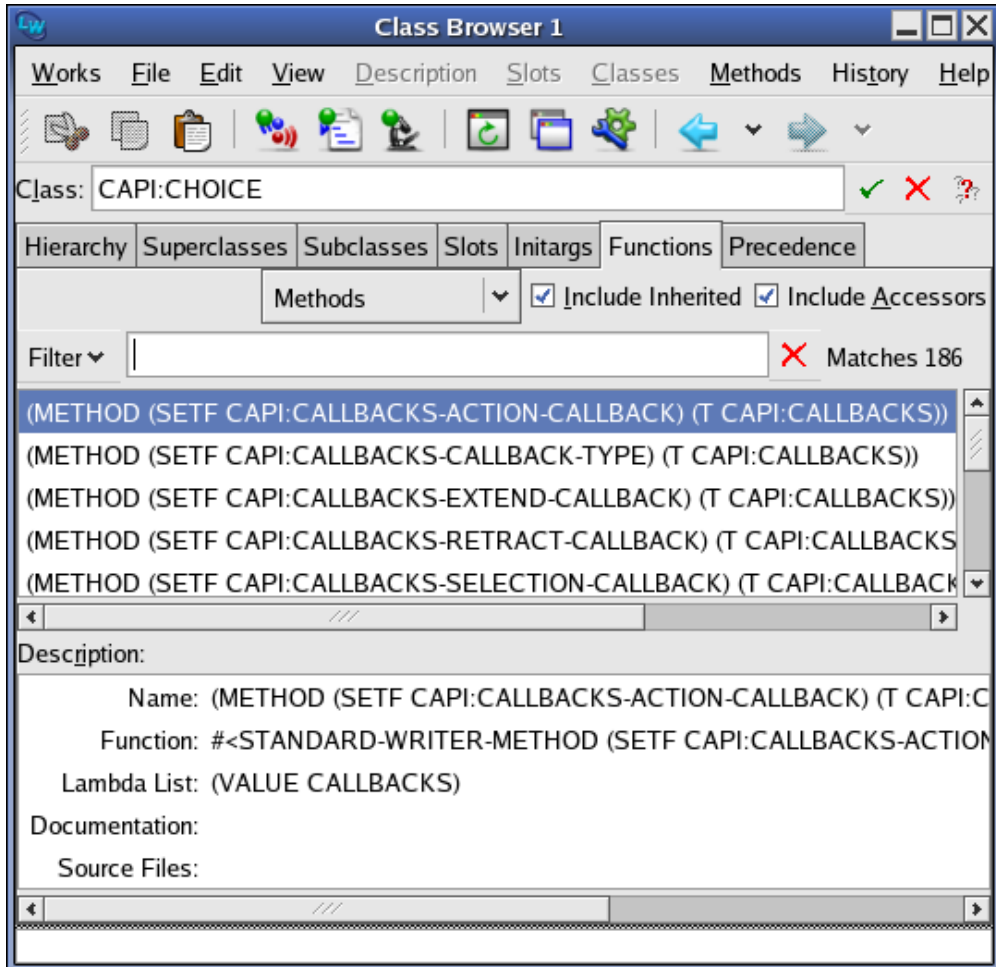 LW Class Browser 1
Works File Edit View Description Slots Classes Methods History Help
Class: CAPI:CHOICE
Hierarchy Superclasses Subclasses Slots Initargs Functions Precedence
Methods Include Inherited Include Accessors
Filter Matches 186
(METHOD (SETF CAPI:CALLBACKS-ACTION-CALLBACK) (T CAPI:CALLBACKS))
(METHOD (SETF CAPI:CALLBACKS-CALLBACK-TYPE) (T CAPI:CALLBACKS))
(METHOD (SETF CAPI:CALLBACKS-EXTEND-CALLBACK) (T CAPI:CALLBACKS))
(METHOD (SETF CAPI:CALLBACKS-RETRACT-CALLBACK) (T CAPI:CALLBACKS
(METHOD (SETF CAPI:CALLBACKS-SELECTION-CALLBACK) (T CAPI:CALLBACK
Description:
Name: (METHOD (SETF CAPI:CALLBACKS-ACTION-CALLBACK) (T CAPI:C
Function: #<STANDARD-WRITER-METHOD (SETF CAPI:CALLBACKS-ACTION
Lambda List: (VALUE CALLBACKS)
Documentation:
Source Files: